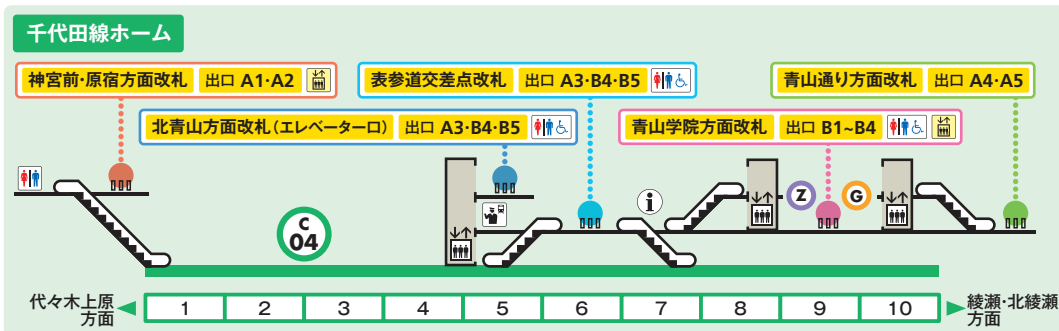 千代田線ホーム
神宮前・原宿方面改札 出口 A1・A2
表参道交差点改札 出口 A3・B4・B5
青山通り方面改札 出口 A4・A5
北青山方面改札(エレベーター口) 出口 A3・B4・B5
青山学院方面改札 出口 B1~B4
i
Z
G
C
04
代々木上原
方面
1 2 3 4 5 6 7 8 9 10
綾瀬・北綾瀬
方面